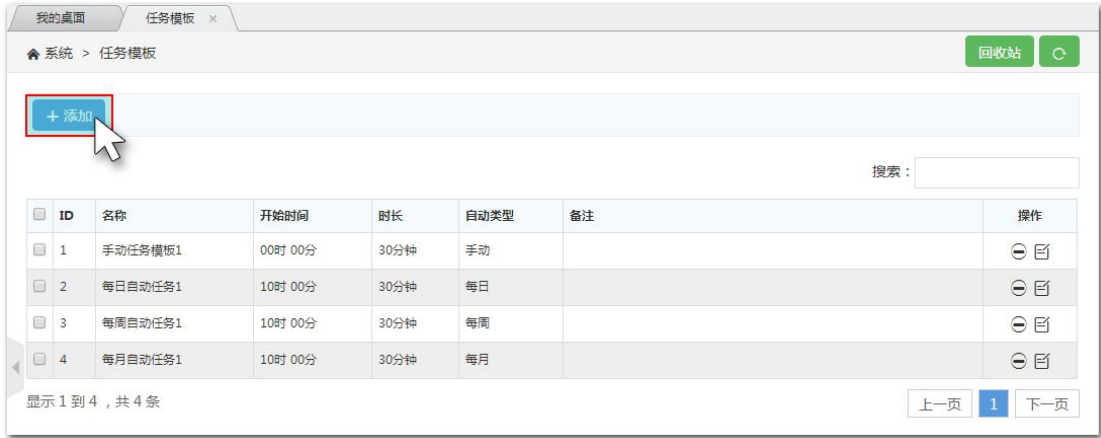 我的桌面 任务模板 ×
系统 > 任务模板 回收站
+ 添加
搜索：
ID 名称 开始时间 时长 自动类型 备注 操作
1 手动任务模板1 00时 00分 30分钟 手动
2 每日自动任务1 10时 00分 30分钟 每日
3 每周自动任务1 10时 00分 30分钟 每周
4 每月自动任务1 10时 00分 30分钟 每月
显示 1 到 4 ，共 4 条 上一页 1 下一页